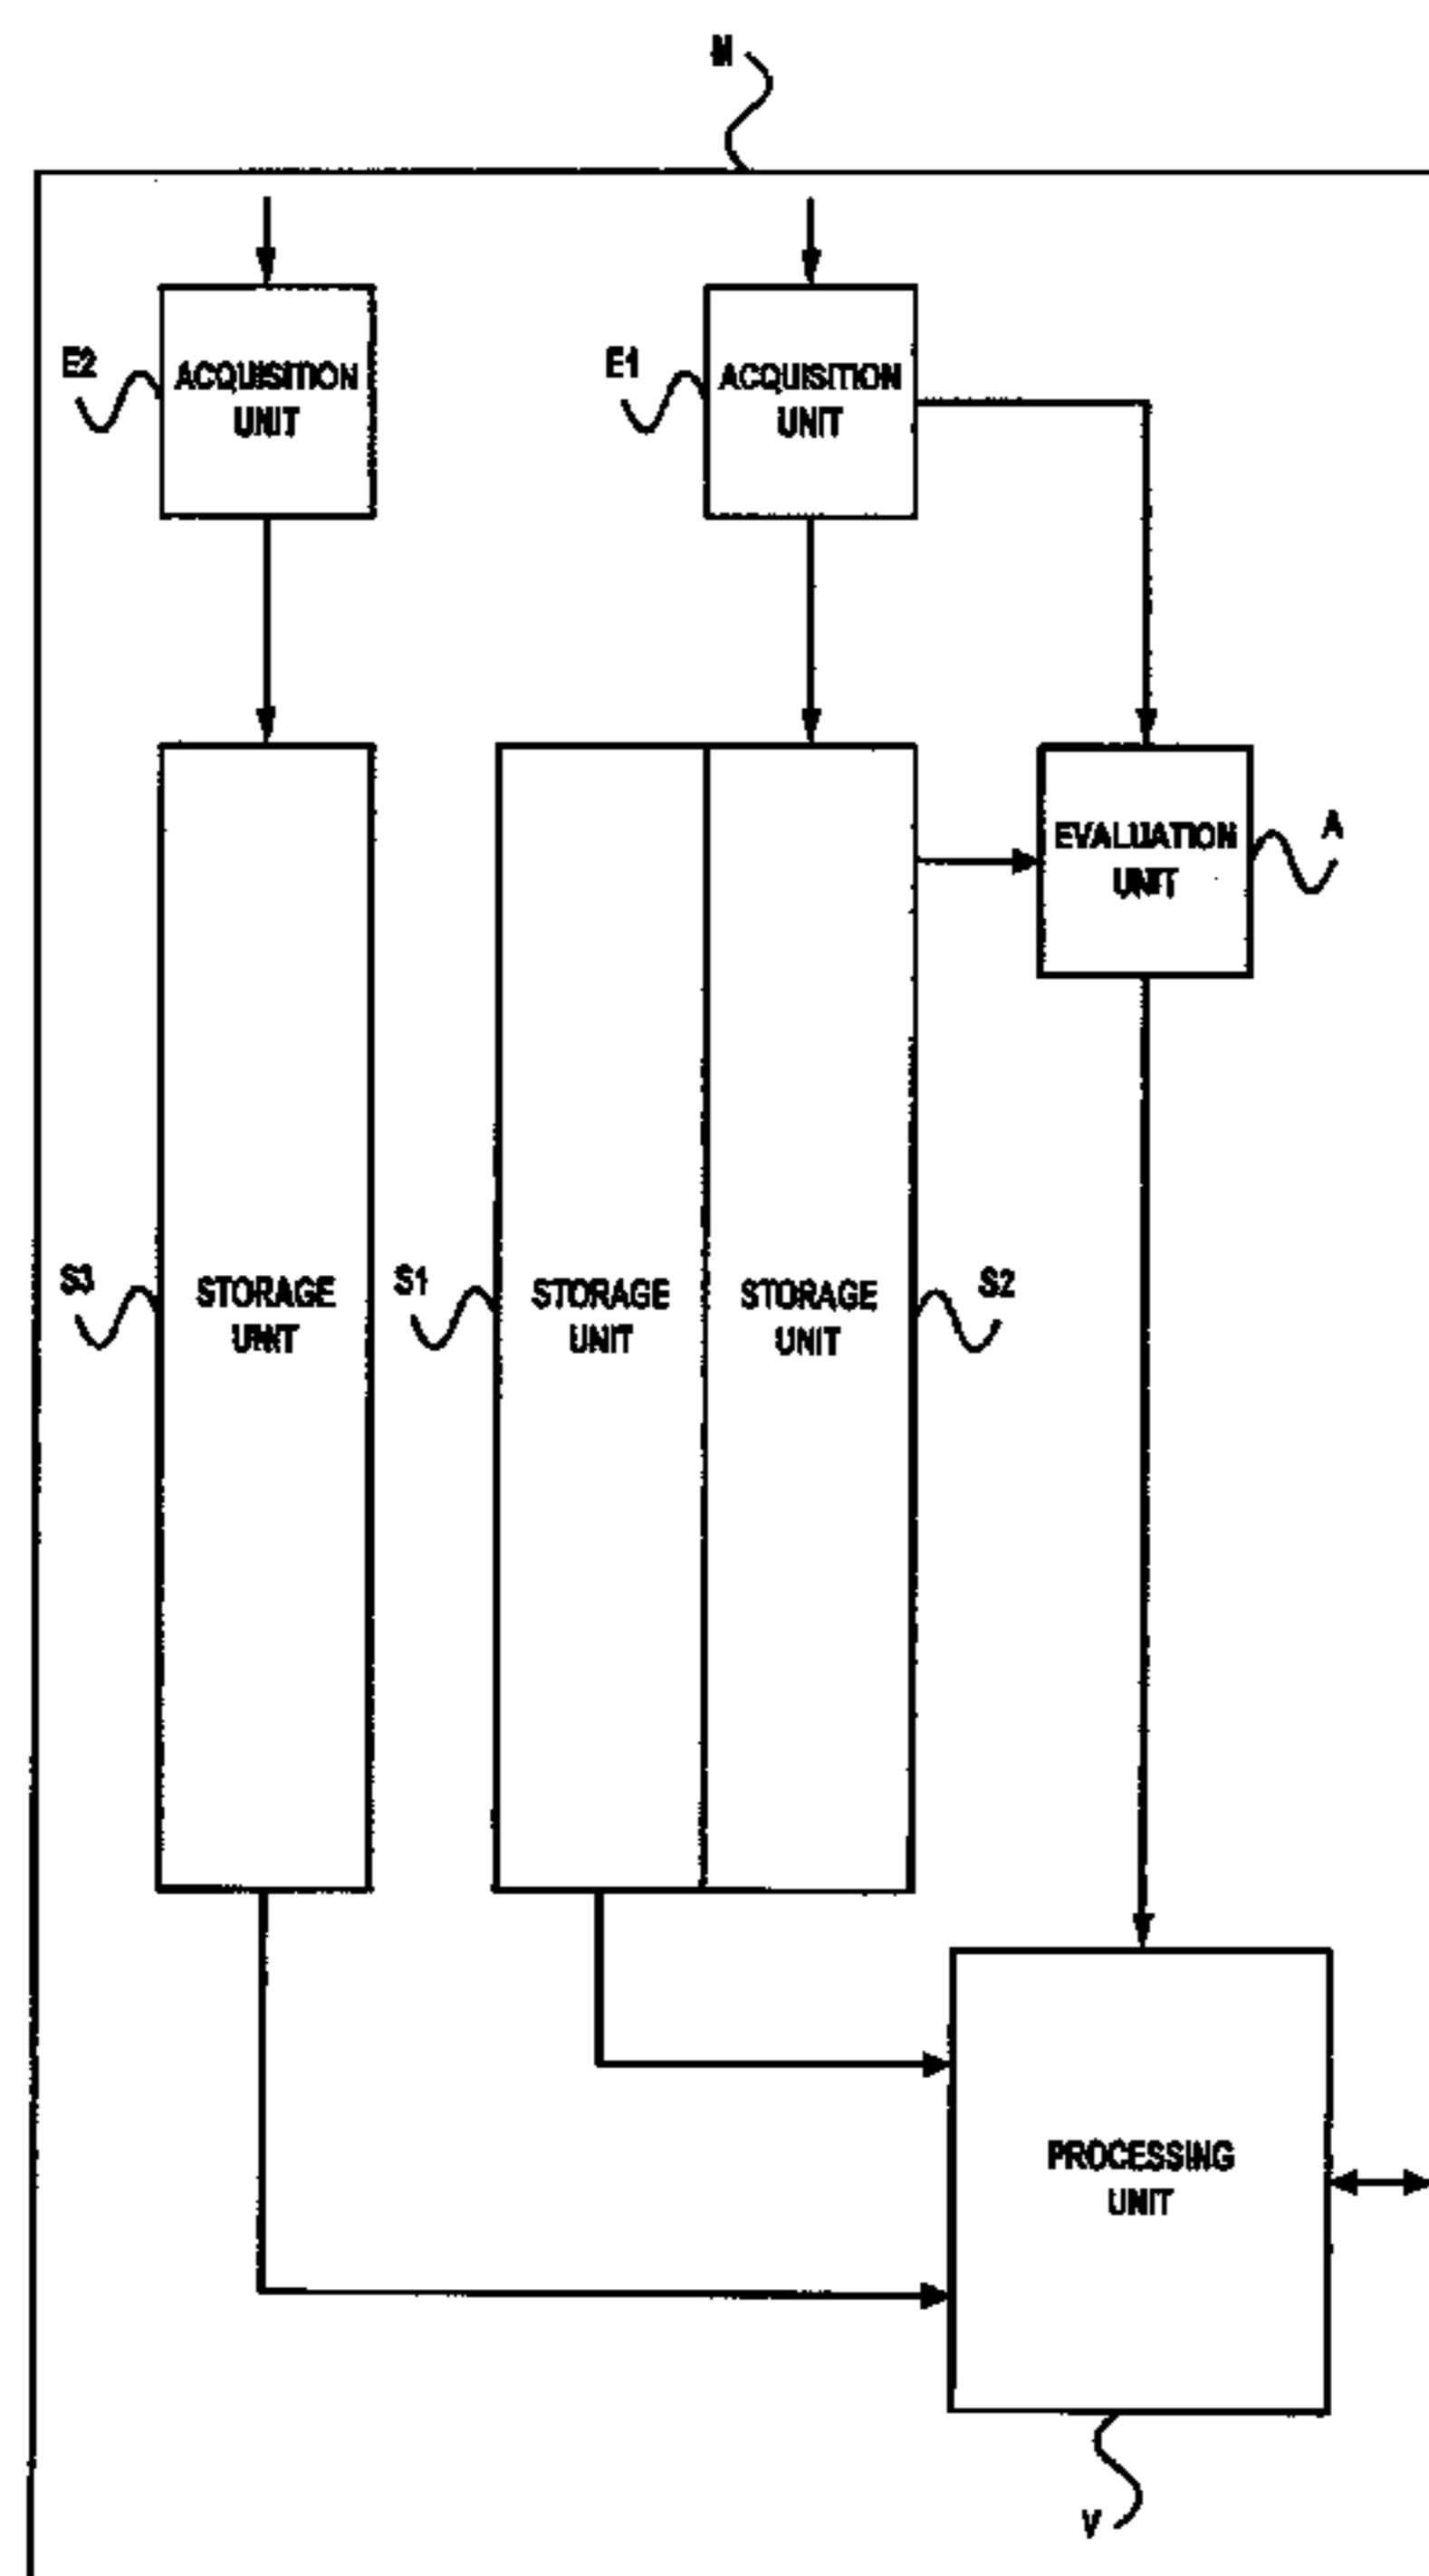 M
E2
ACQUISITION
UNIT
E1
ACQUISITION
UNIT
EVALUATION
UNIT
A
S3
STORAGE
UNIT
S1
STORAGE
UNIT
STORAGE
UNIT
S2
PROCESSING
UNIT
V